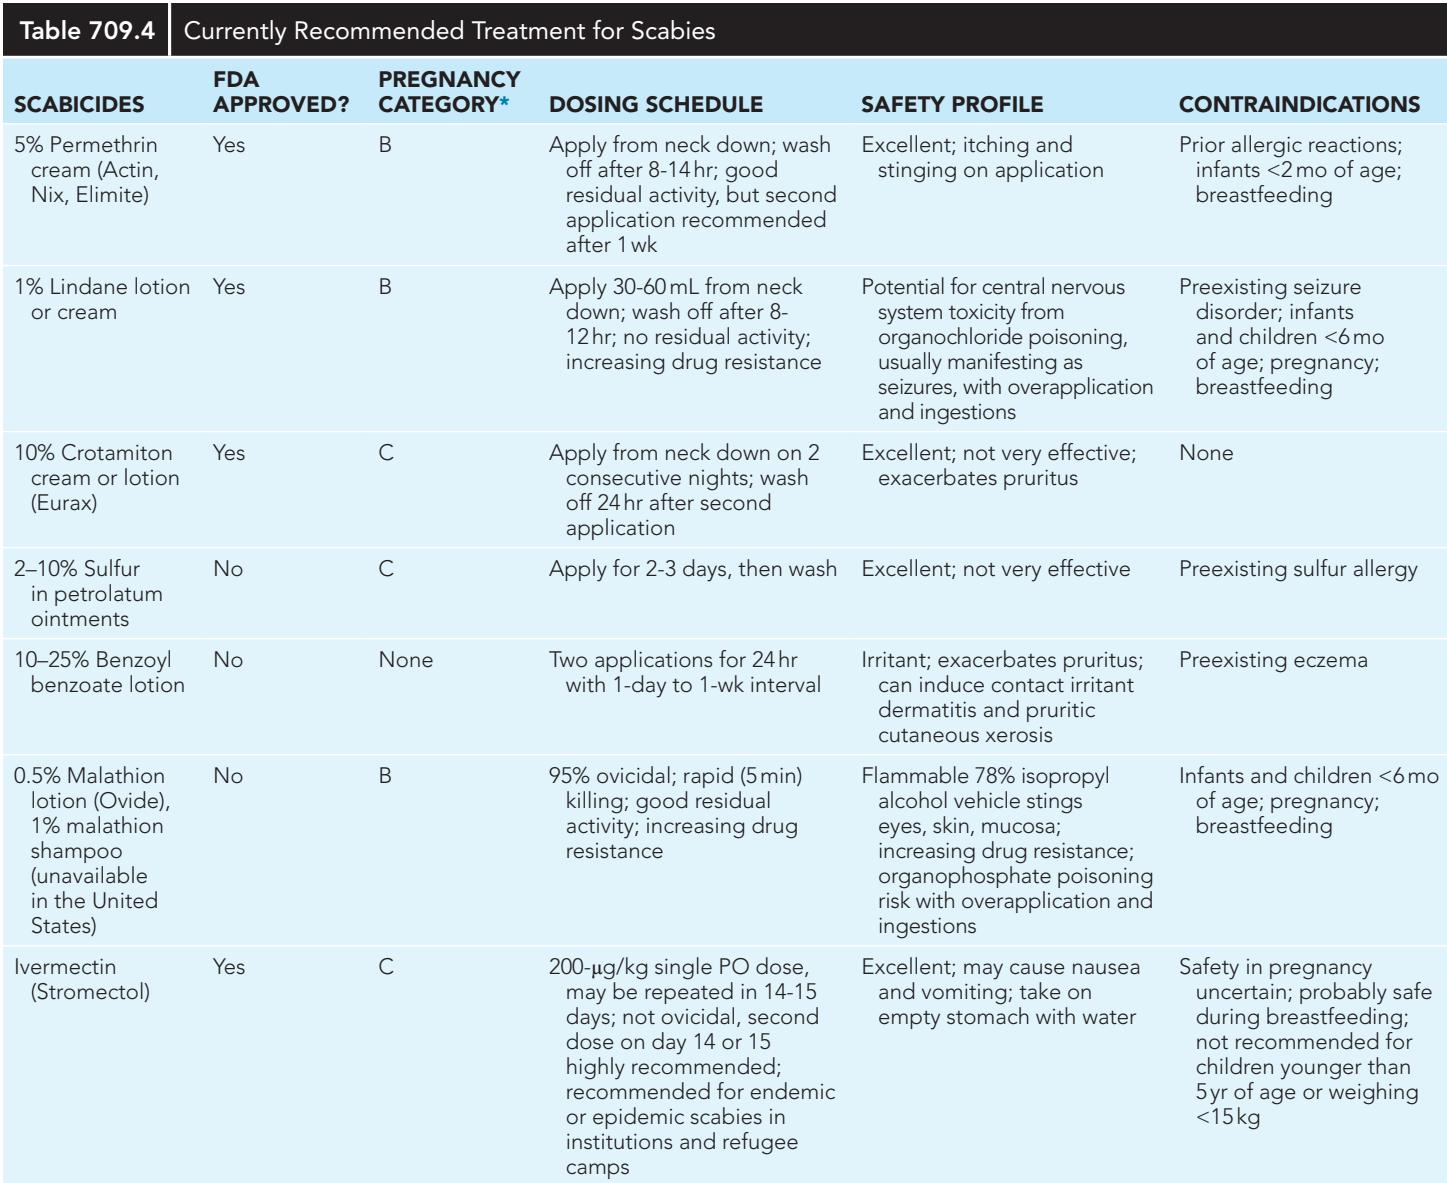 Table 709.4 Currently Recommended Treatment for Scabies
SCABICIDES
FDA
APPROVED?
PREGNANCY
CATEGORY*
DOSING SCHEDULE
SAFETY PROFILE
CONTRAINDICATIONS
5% Permethrin
cream (Actin,
Nix, Elimite)
Yes
B
Apply from neck down; wash
off after 8-14 hr; good
residual activity, but second
application recommended
after 1 wk
Excellent; itching and
stinging on application
Prior allergic reactions;
infants <2 mo of age;
breastfeeding
1% Lindane lotion
or cream
Yes
B
Apply 30-60 mL from neck
down; wash off after 8-
12 hr; no residual activity;
increasing drug resistance
Potential for central nervous
system toxicity from
organochloride poisoning,
usually manifesting as
seizures, with overapplication
and ingestions
Preexisting seizure
disorder; infants
and children <6 mo
of age; pregnancy;
breastfeeding
10% Crotamiton
cream or lotion
(Eurax)
Yes
C
Apply from neck down on 2
consecutive nights; wash
off 24 hr after second
application
Excellent; not very effective;
exacerbates pruritus
None
2–10% Sulfur
in petrolatum
ointments
No
C
Apply for 2-3 days, then wash
Excellent; not very effective
Preexisting sulfur allergy
10–25% Benzoyl
benzoate lotion
No
None
Two applications for 24 hr
with 1-day to 1-wk interval
Irritant; exacerbates pruritus;
can induce contact irritant
dermatitis and pruritic
cutaneous xerosis
Preexisting eczema
0.5% Malathion
lotion (Ovide),
1% malathion
shampoo
(unavailable
in the United
States)
No
B
95% ovicidal; rapid (5 min)
killing; good residual
activity; increasing drug
resistance
Flammable 78% isopropyl
alcohol vehicle stings
eyes, skin, mucosa;
increasing drug resistance;
organophosphate poisoning
risk with overapplication and
ingestions
Infants and children <6 mo
of age; pregnancy;
breastfeeding
Ivermectin
(Stromectol)
Yes
C
200-μg/kg single PO dose,
may be repeated in 14-15
days; not ovicidal, second
dose on day 14 or 15
highly recommended;
recommended for endemic
or epidemic scabies in
institutions and refugee
camps
Excellent; may cause nausea
and vomiting; take on
empty stomach with water
Safety in pregnancy
uncertain; probably safe
during breastfeeding;
not recommended for
children younger than
5 yr of age or weighing
<15 kg